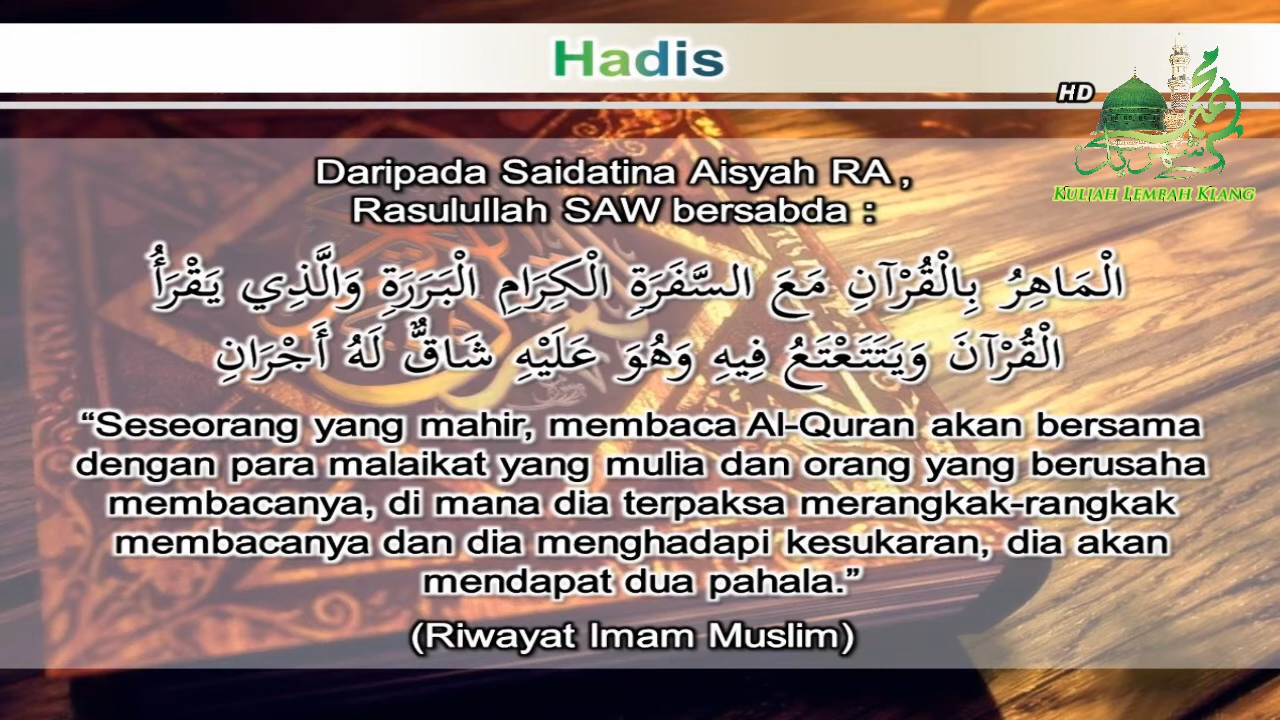 Hadis
HD
Kuliah Lembah Klang
Daripada Saidatina Aisyah RA ,
Rasulullah SAW bersabda :
الْمَاهِرُ بِالْقُرْآنِ مَعَ السَّفَرَةِ الْكِرَامِ الْبَرَرَةِ وَالَّذِي يَقْرَأُ
الْقُرْآنَ وَيَتَتَعْتَعُ فِيهِ وَهُوَ عَلَيْهِ شَاقٌّ لَهُ أَجْرَانِ
“Seseorang yang mahir, membaca Al-Quran akan bersama
dengan para malaikat yang mulia dan orang yang berusaha
membacanya, di mana dia terpaksa merangkak-rangkak
membacanya dan dia menghadapi kesukaran, dia akan
mendapat dua pahala.”
(Riwayat Imam Muslim)